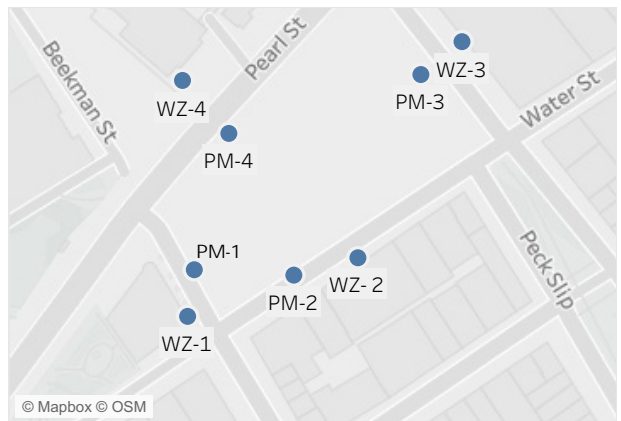 Pearl St
WZ-3
PM-3
Beekman St
WZ-4
Water St
PM-4
PM-1
Peck Slip
WZ- 2
PM-2
WZ-1
© Mapbox © OSM